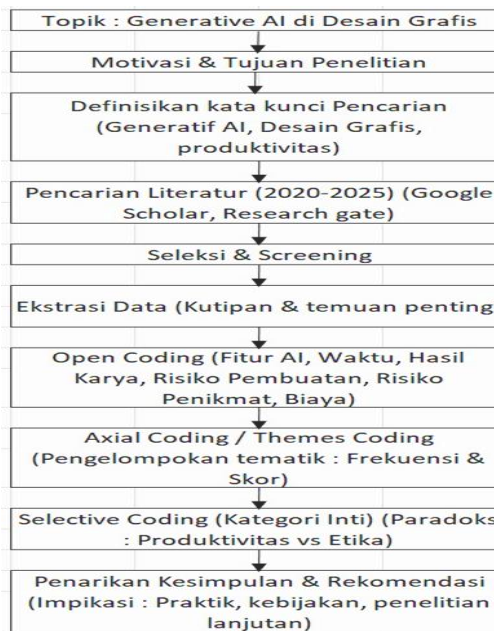 Topik : Generative AI di Desain Grafis
Motivasi & Tujuan Penelitian
Definisikan kata kunci Pencarian
(Generatif AI, Desain Grafis,
produktivitas)
Pencarian Literatur (2020-2025) (Google
Scholar, Research gate)
Seleksi & Screening
Ekstrasi Data (Kutipan & temuan penting
Open Coding (Fitur AI, Waktu, Hasil
Karya, Risiko Pembuatan, Risiko
Penikmat, Biaya)
Axial Coding / Themes Coding
(Pengelompokan tematik : Frekuensi &
Skor)
Selective Coding (Kategori Inti) (Paradoks
: Produktivitas vs Etika)
Penarikan Kesimpulan & Rekomendasi
(Impikasi : Praktik, kebijakan, penelitian
lanjutan)